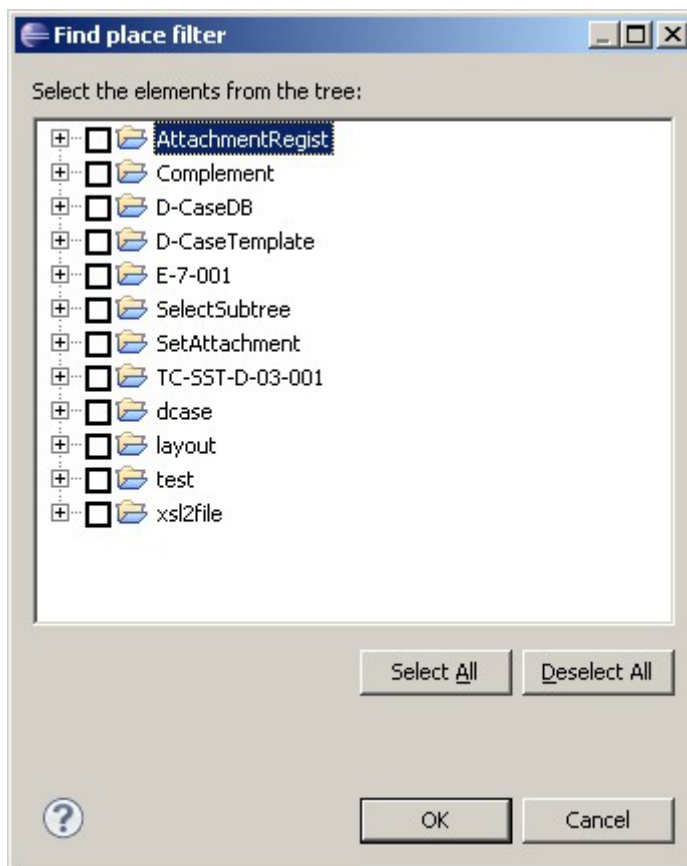 Find place filter
Select the elements from the tree:
AttachmentRegist
Complement
D-CaseDB
D-CaseTemplate
E-7-001
SelectSubtree
SetAttachment
TC-SST-D-03-001
dcase
layout
test
xsl2file
Select All
Deselect All
OK
Cancel